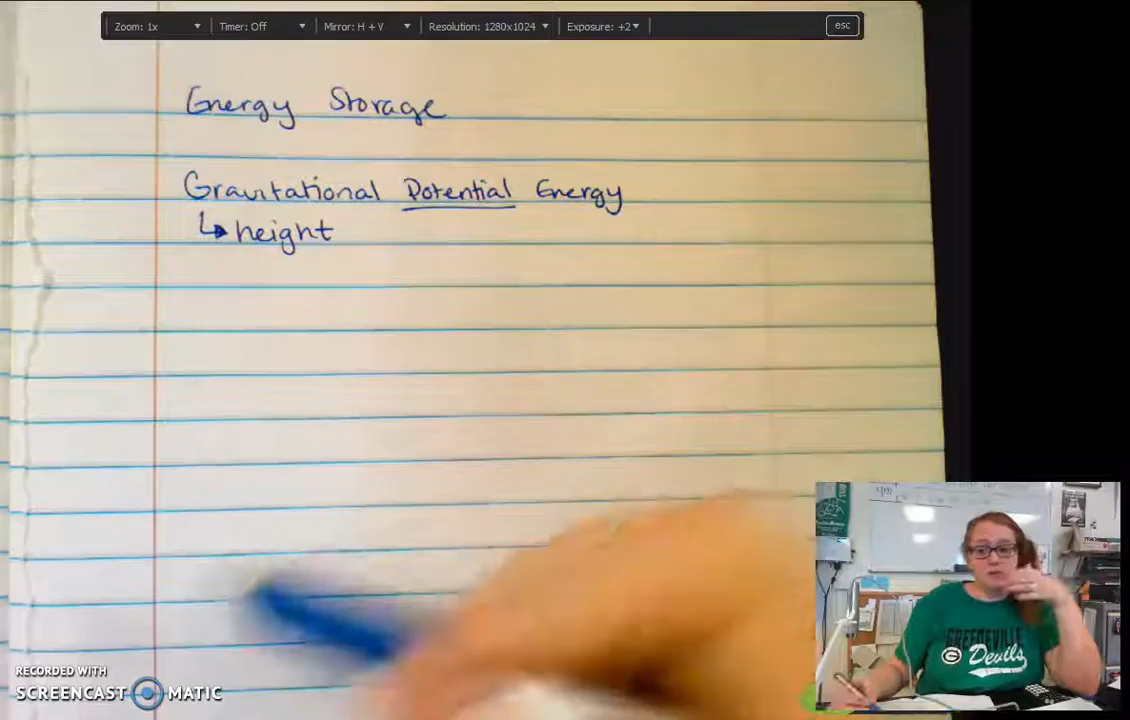 Zoom: 1x Timer: Off Mirror: H + V Resolution: 1280x1024 Exposure: +2 esc
Energy Storage
Gravitational Potential Energy
↳ height
GREENEVILLE
G Devils
RECORDED WITH
SCREENCAST MATIC